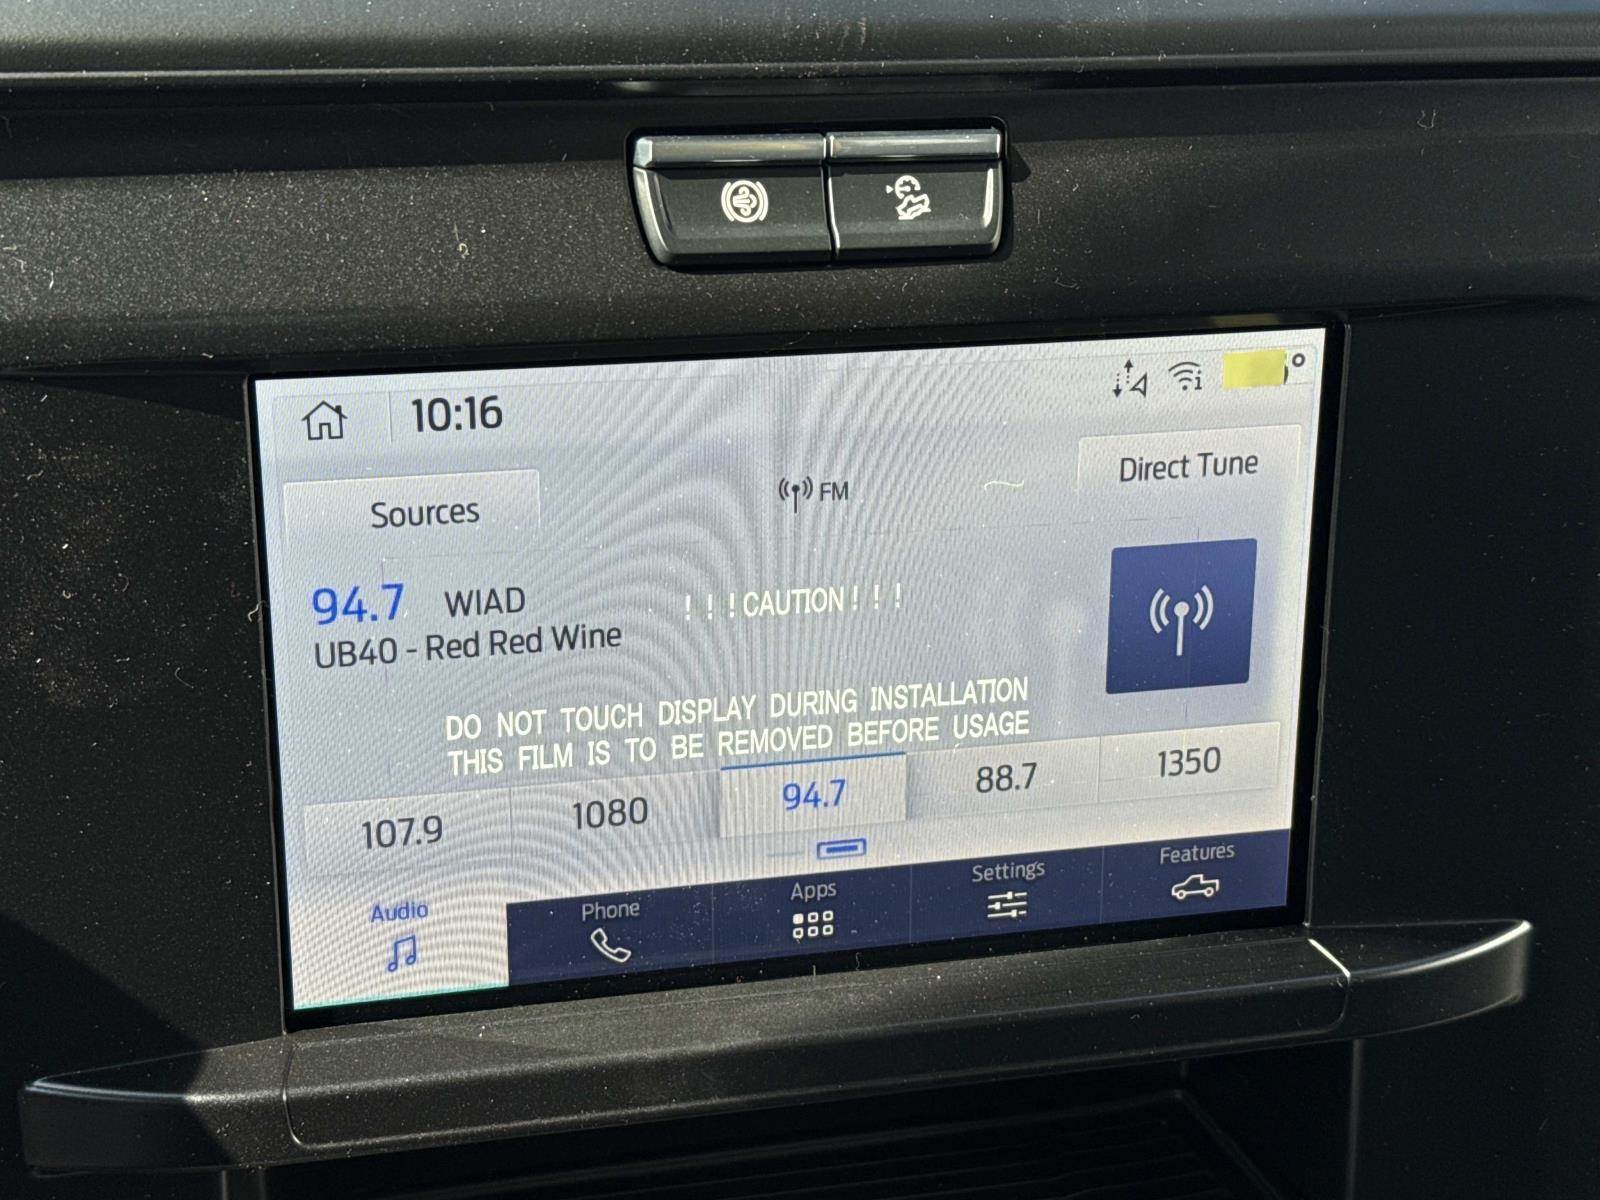 10:16
Direct Tune
Sources
FM
94.7 WIAD
UB40 - Red Red Wine
! ! ! CAUTION ! ! !
DO NOT TOUCH DISPLAY DURING INSTALLATION
THIS FILM IS TO BE REMOVED BEFORE USAGE
107.9 1080 94.7 88.7 1350
Audio Phone Apps Settings Features